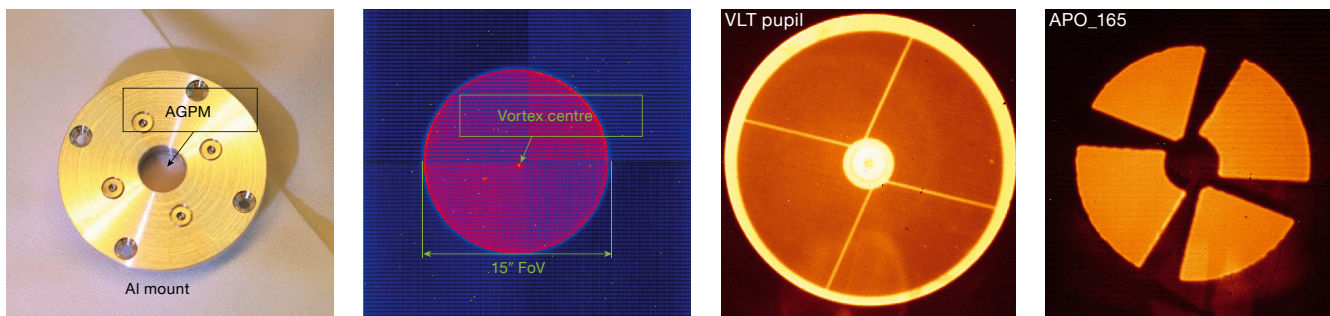 AGPM
Al mount
Vortex centre
15″ FoV
VLT pupil
APO_165